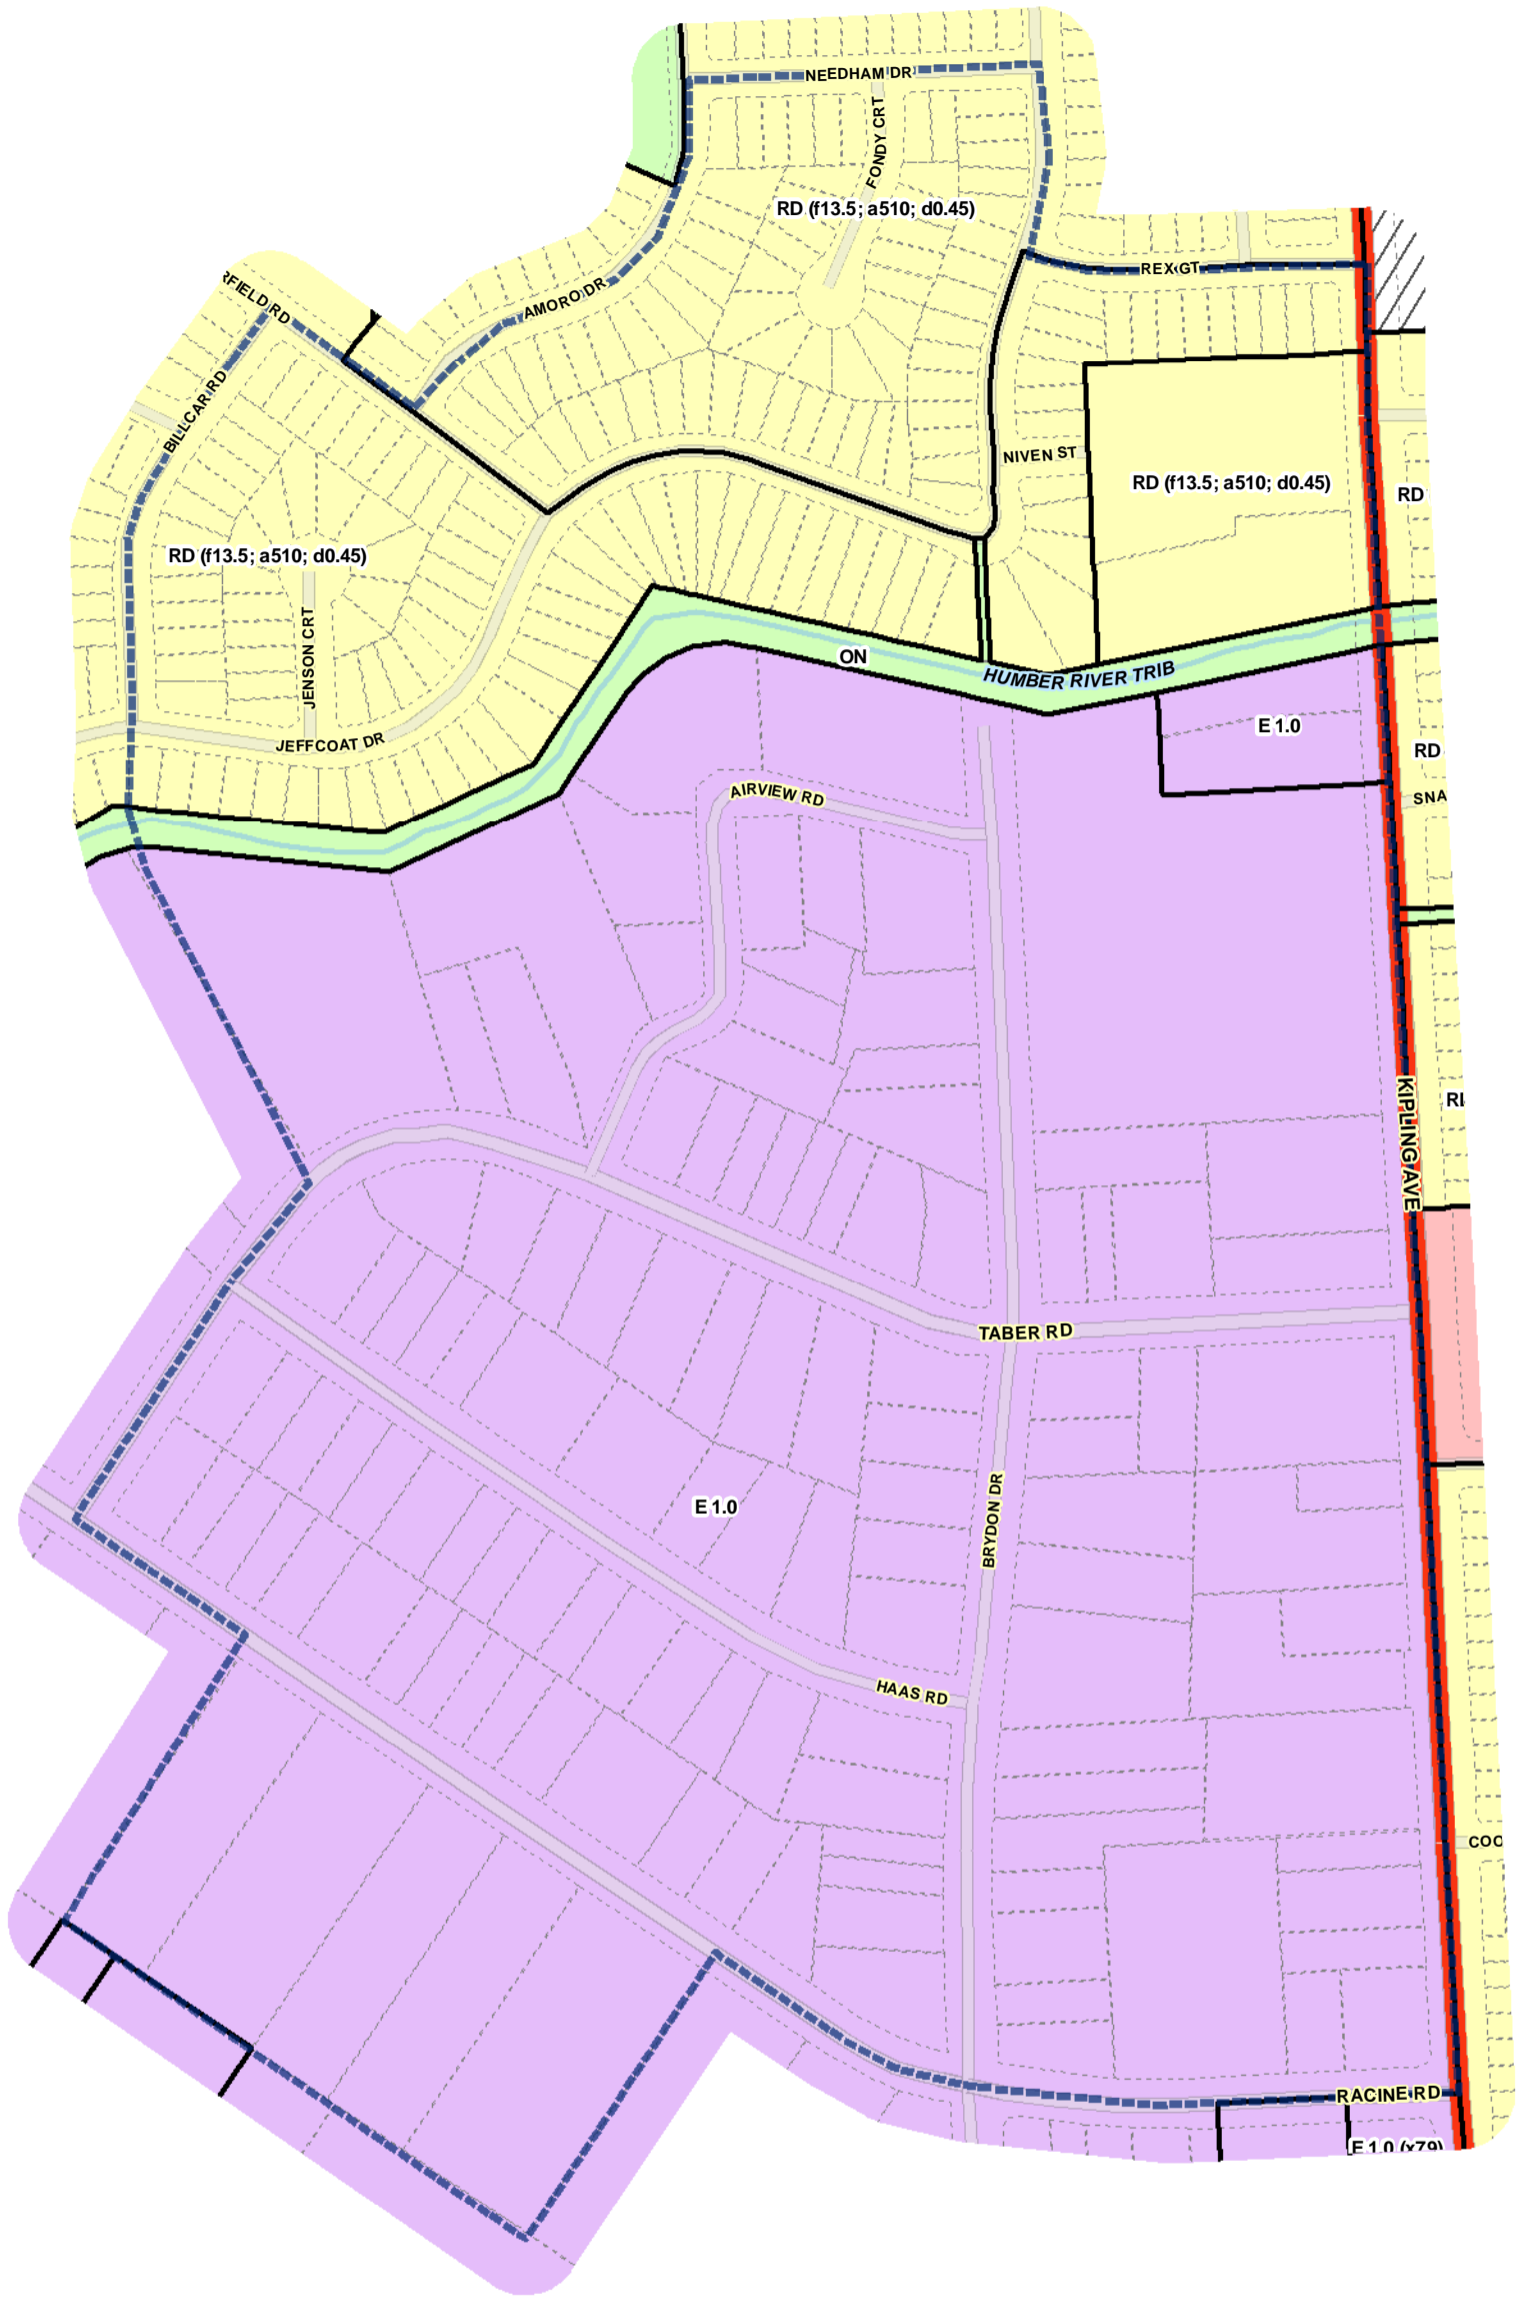 NEEDHAM DR
FONDY CRT
RD (f13.5; a510; d0.45)
REX GT
RFIELD RD
AMORO DR
BILLCAR RD
NIVEN ST
RD (f13.5; a510; d0.45)
RD
RD (f13.5; a510; d0.45)
JENSON CRT
ON
HUMBER RIVER TRIB
E 1.0
JEFFCOAT DR
RD
AIRVIEW RD
SNA
KIPLING AVE
TABER RD
E 1.0
BRYDON DR
HAAS RD
COO
RACINE RD
E 1.0 (x79)